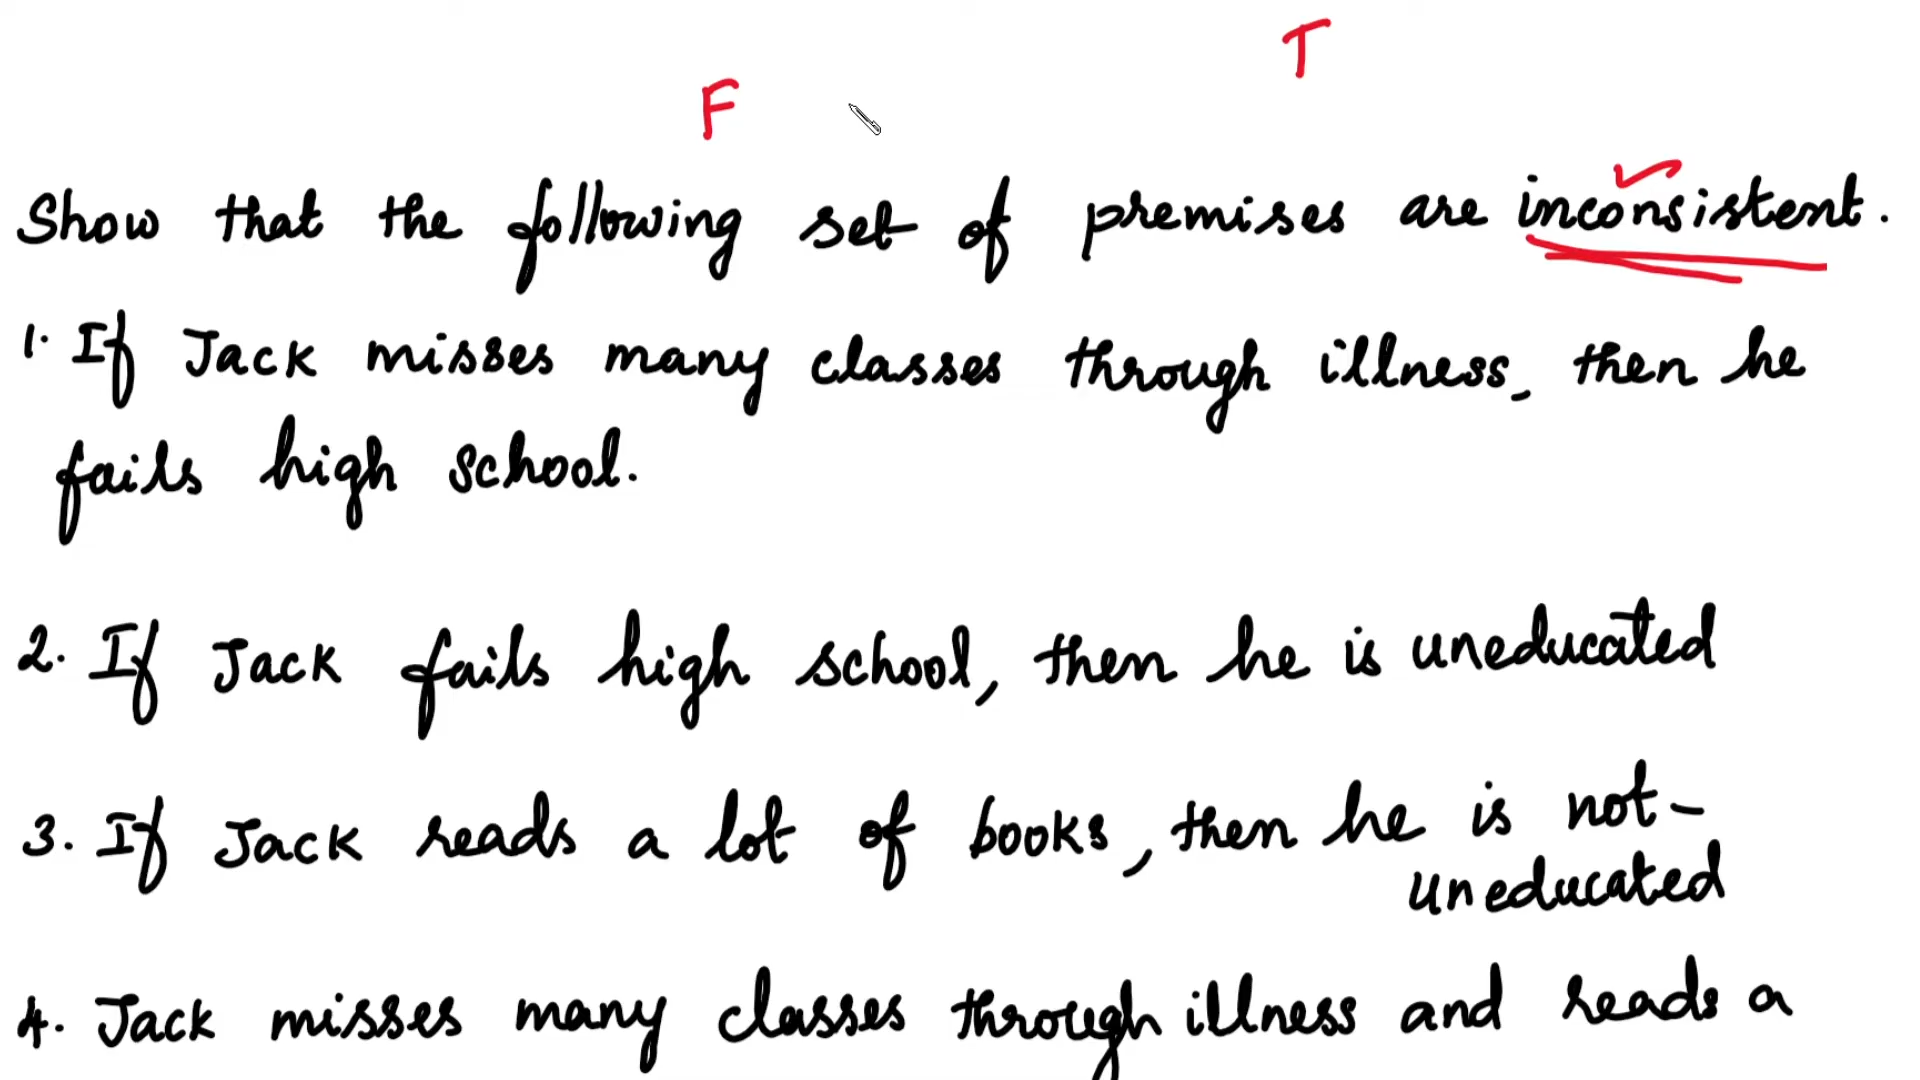 T
F
Show that the following set of premises are inconsistent.
1. If Jack misses many classes through illness, then he
fails high school.
2. If Jack fails high school, then he is uneducated
3. If Jack reads a lot of books, then he is not-
uneducated
4. Jack misses many classes through illness and reads a